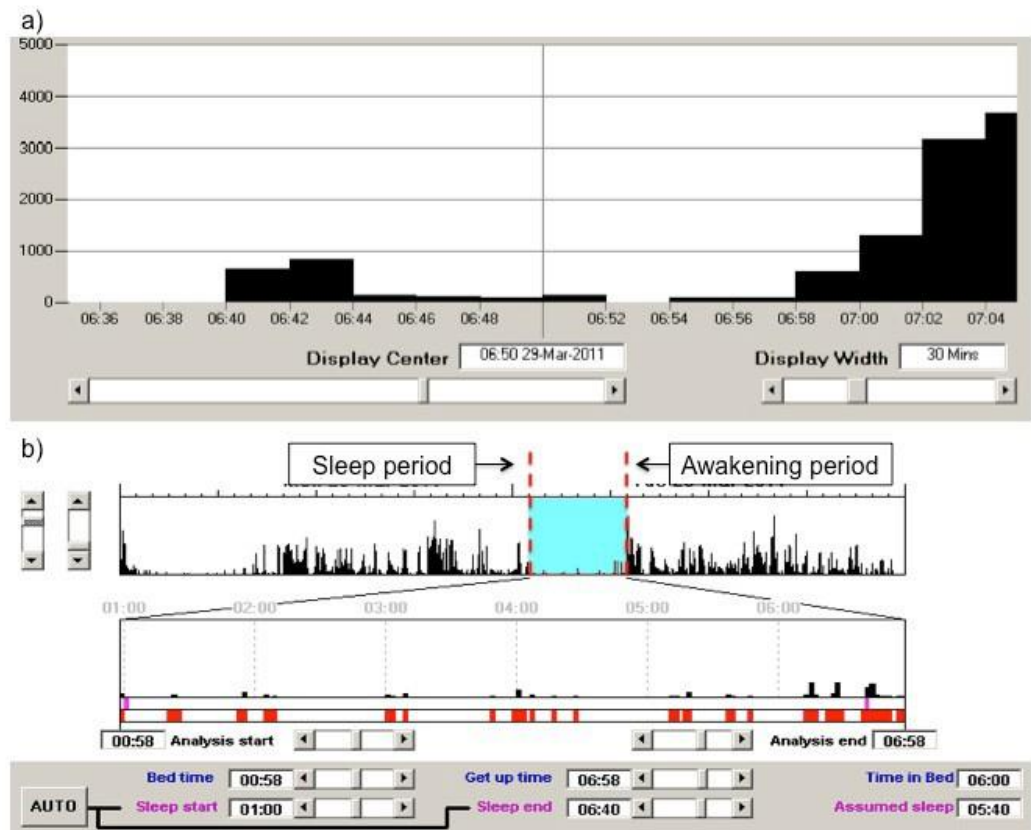 a)
5000
4000
3000
2000
1000
0
06:36 06:38 06:40 06:42 06:44 06:46 06:48 06:52 06:54 06:56 06:58 07:00 07:02 07:04
Display Center 06:50 29-Mar-2011 Display Width 30 Mins
b)
Sleep period Awakening period
01:00 02:00 03:00 04:00 05:00 06:00
00:58 Analysis start Analysis end 06:58
Bed time 00:58 Get up time 06:58 Time in Bed 06:00
AUTO Sleep start 01:00 Sleep end 06:40 Assumed sleep 05:40